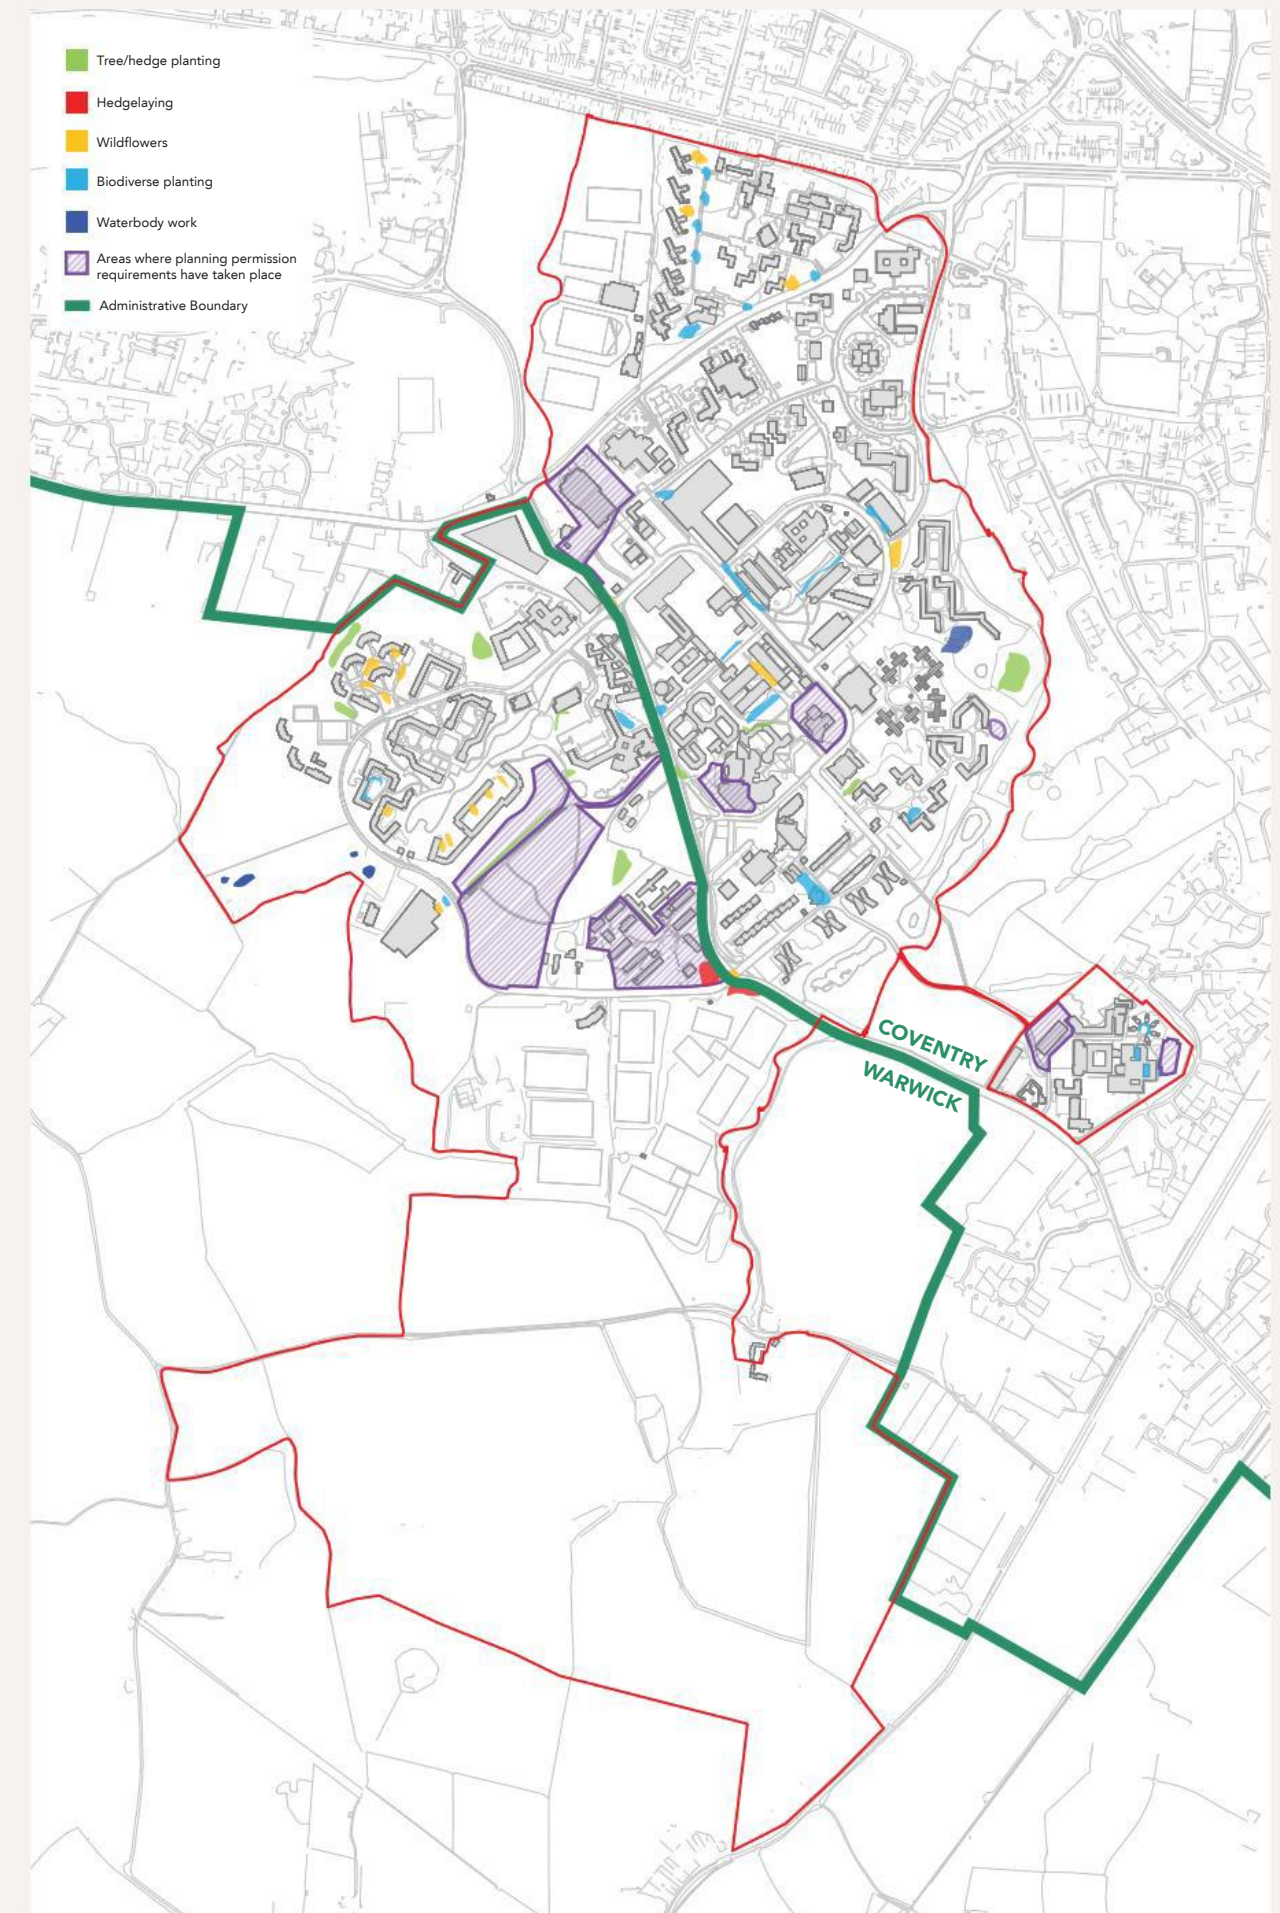 Tree/hedge planting
Hedgelaying
Wildflowers
Biodiverse planting
Waterbody work
Areas where planning permission
requirements have taken place
Administrative Boundary
COVENTRY
WARWICK